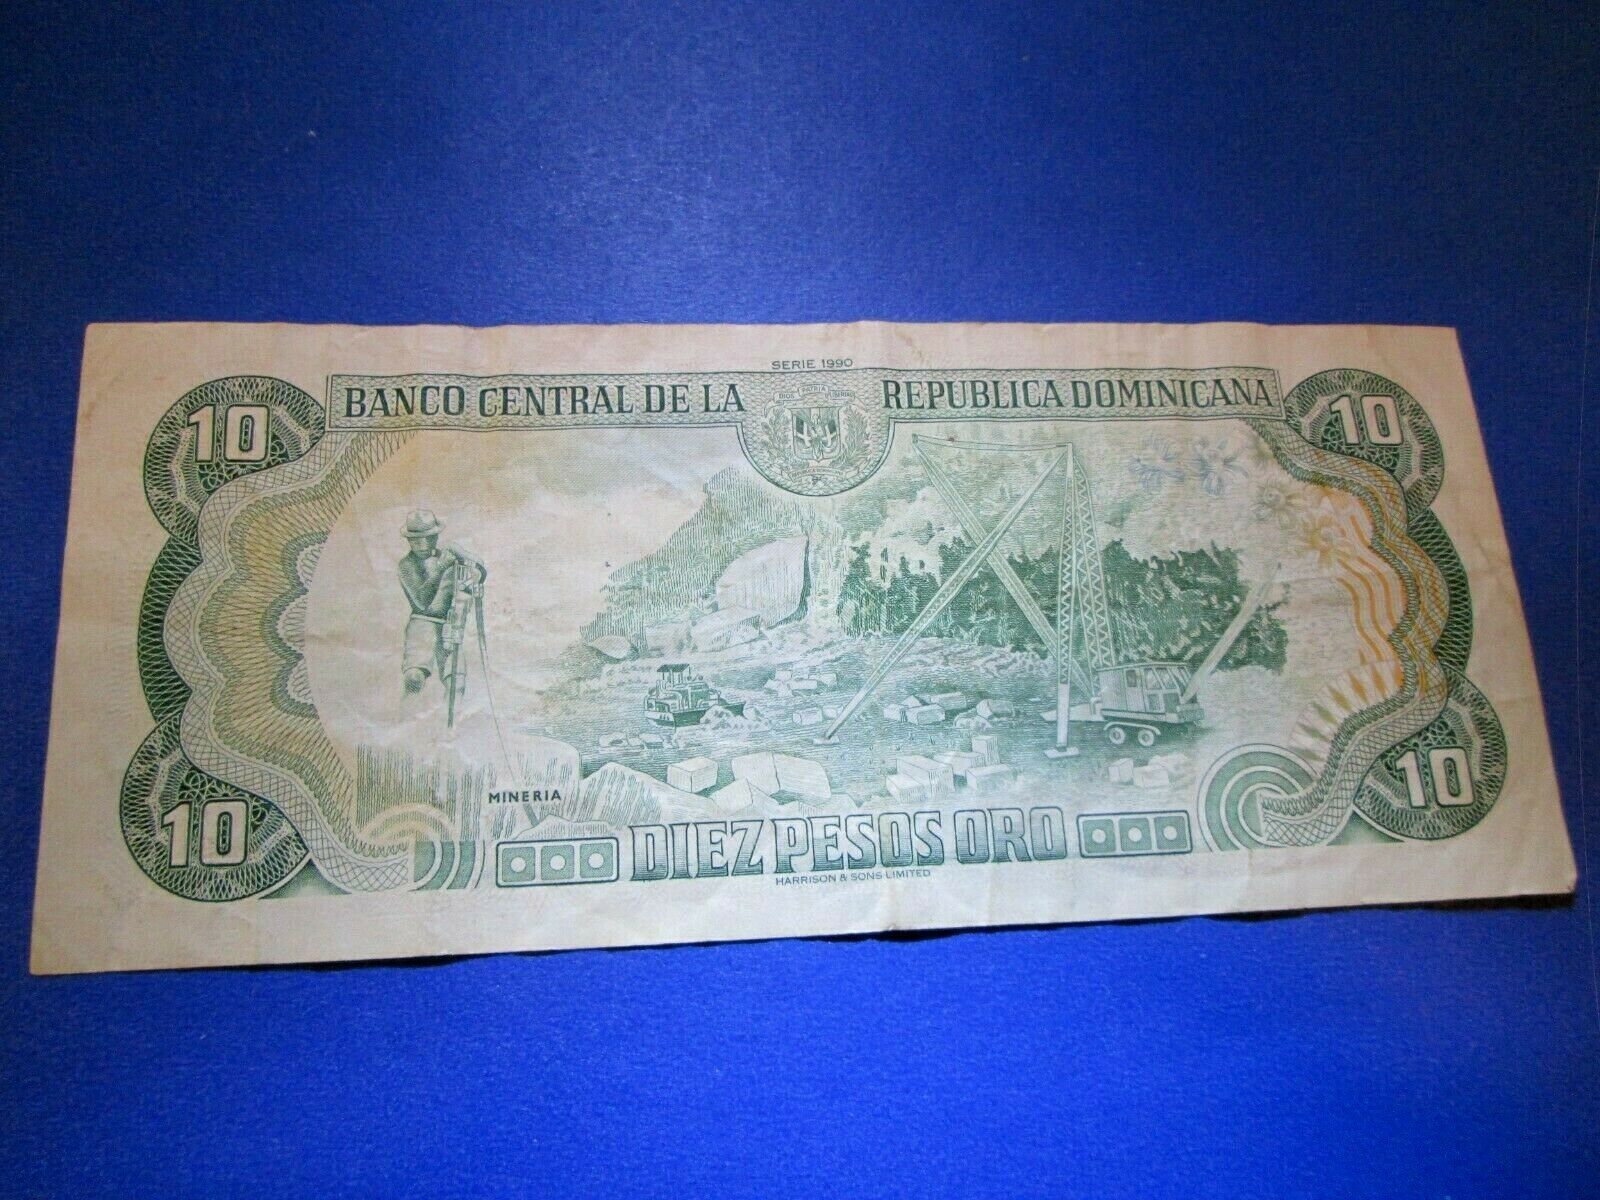 SERIE 1990
BANCO CENTRAL DE LA REPUBLICA DOMINICANA
DIOS PATRIA LIBERTAD
10 10
MINERIA
10 10
DIEZ PESOS ORO
HARRISON & SONS LIMITED